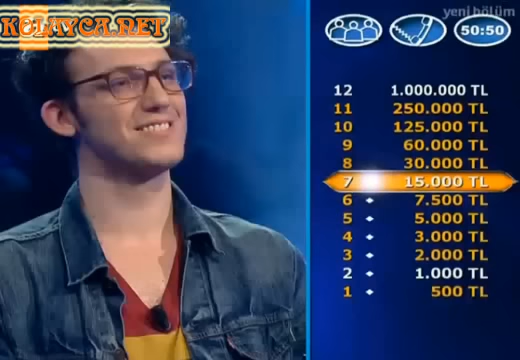 KOLAYCA.NET
yeni bölüm
50:50
12 1.000.000 TL
11 250.000 TL
10 125.000 TL
9 60.000 TL
8 30.000 TL
7 15.000 TL
6 7.500 TL
5 5.000 TL
4 3.000 TL
3 2.000 TL
2 1.000 TL
1 500 TL